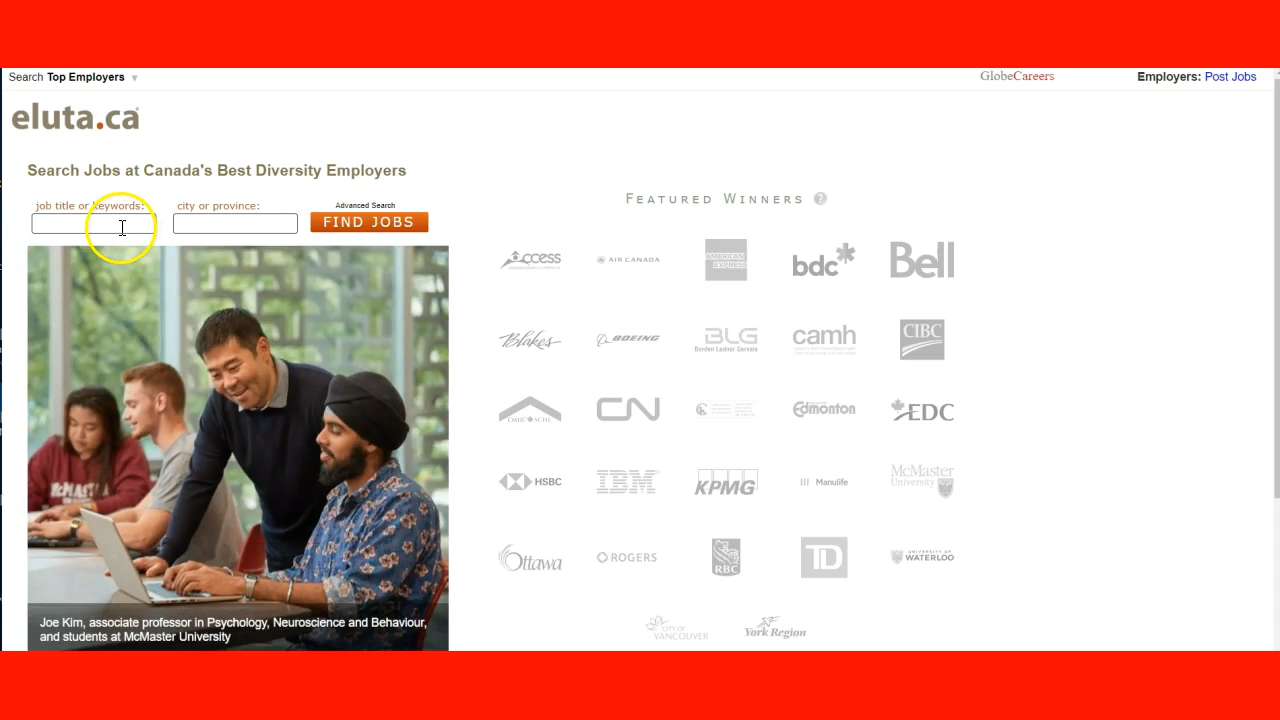 Search Top Employers
GlobeCareers
Employers: Post Jobs
eluta.ca
Search Jobs at Canada's Best Diversity Employers
job title or keywords:
city or province:
Advanced Search
FIND JOBS
FEATURED WINNERS ?
Access
AIR CANADA
AMERICAN EXPRESS
bdc*
Bell
Blakes
BOEING
BLG
Borden Ladner Gervais
camh
CIBC
CMHC SCHL
CN
Edmonton
EDC
HSBC
IBM
KPMG
Manulife
McMaster
University
Ottawa
ROGERS
RBC
TD
UNIVERSITY OF
WATERLOO
CITY OF
VANCOUVER
York Region
McMASTER
Joe Kim, associate professor in Psychology, Neuroscience and Behaviour,
and students at McMaster University